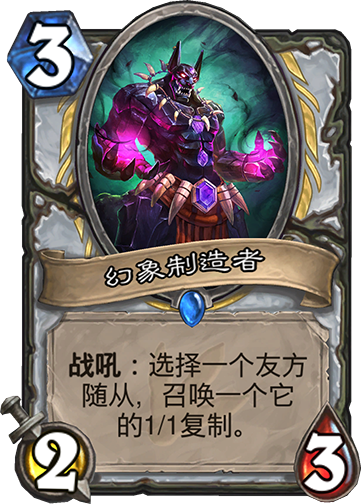 3
幻象制造者
战吼：选择一个友方
随从，召唤一个它
的1/1复制。
2
3